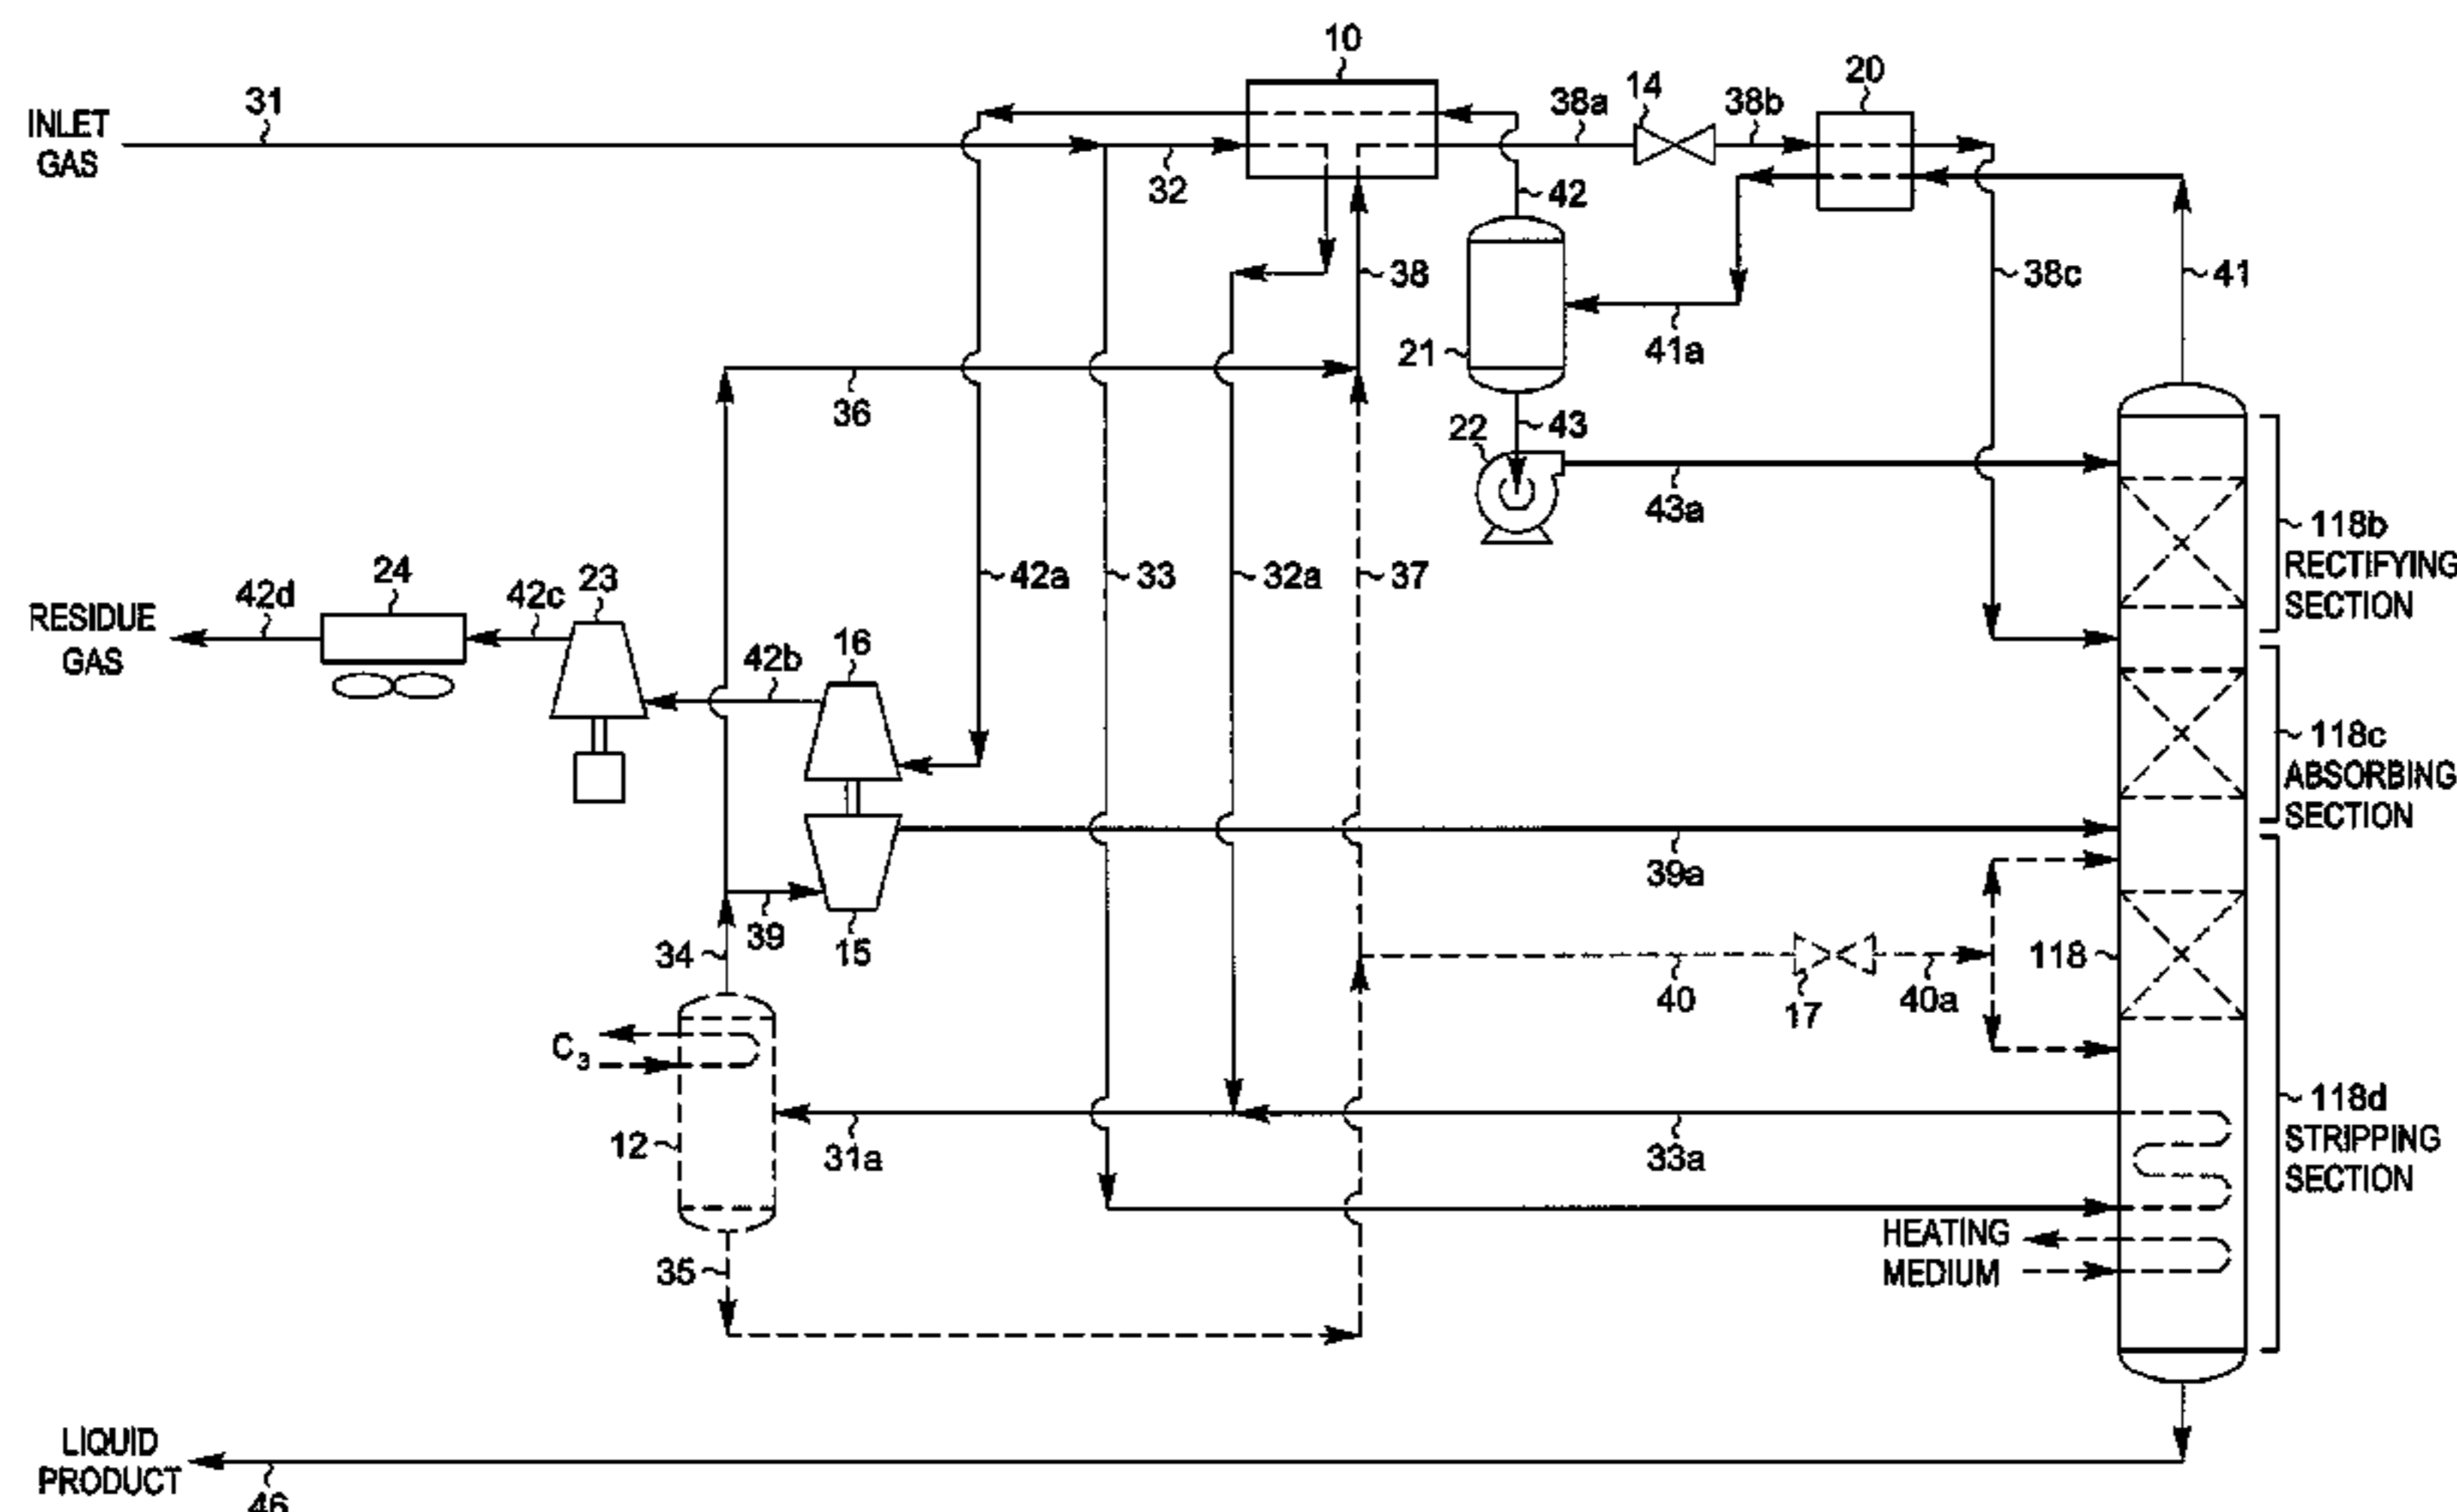 10
14
20
31
38a
38b
INLET
GAS
32
42
38
38c
41
21
41a
36
22
43
43a
118b
RECTIFYING
SECTION
42d
24
42c
23
42a
33
32a
37
RESIDUE
GAS
42b
16
118c
ABSORBING
SECTION
39a
34
39
15
118
40
17
40a
C3
12
31a
33a
118d
STRIPPING
SECTION
35
HEATING
MEDIUM
LIQUID
PRODUCT
46